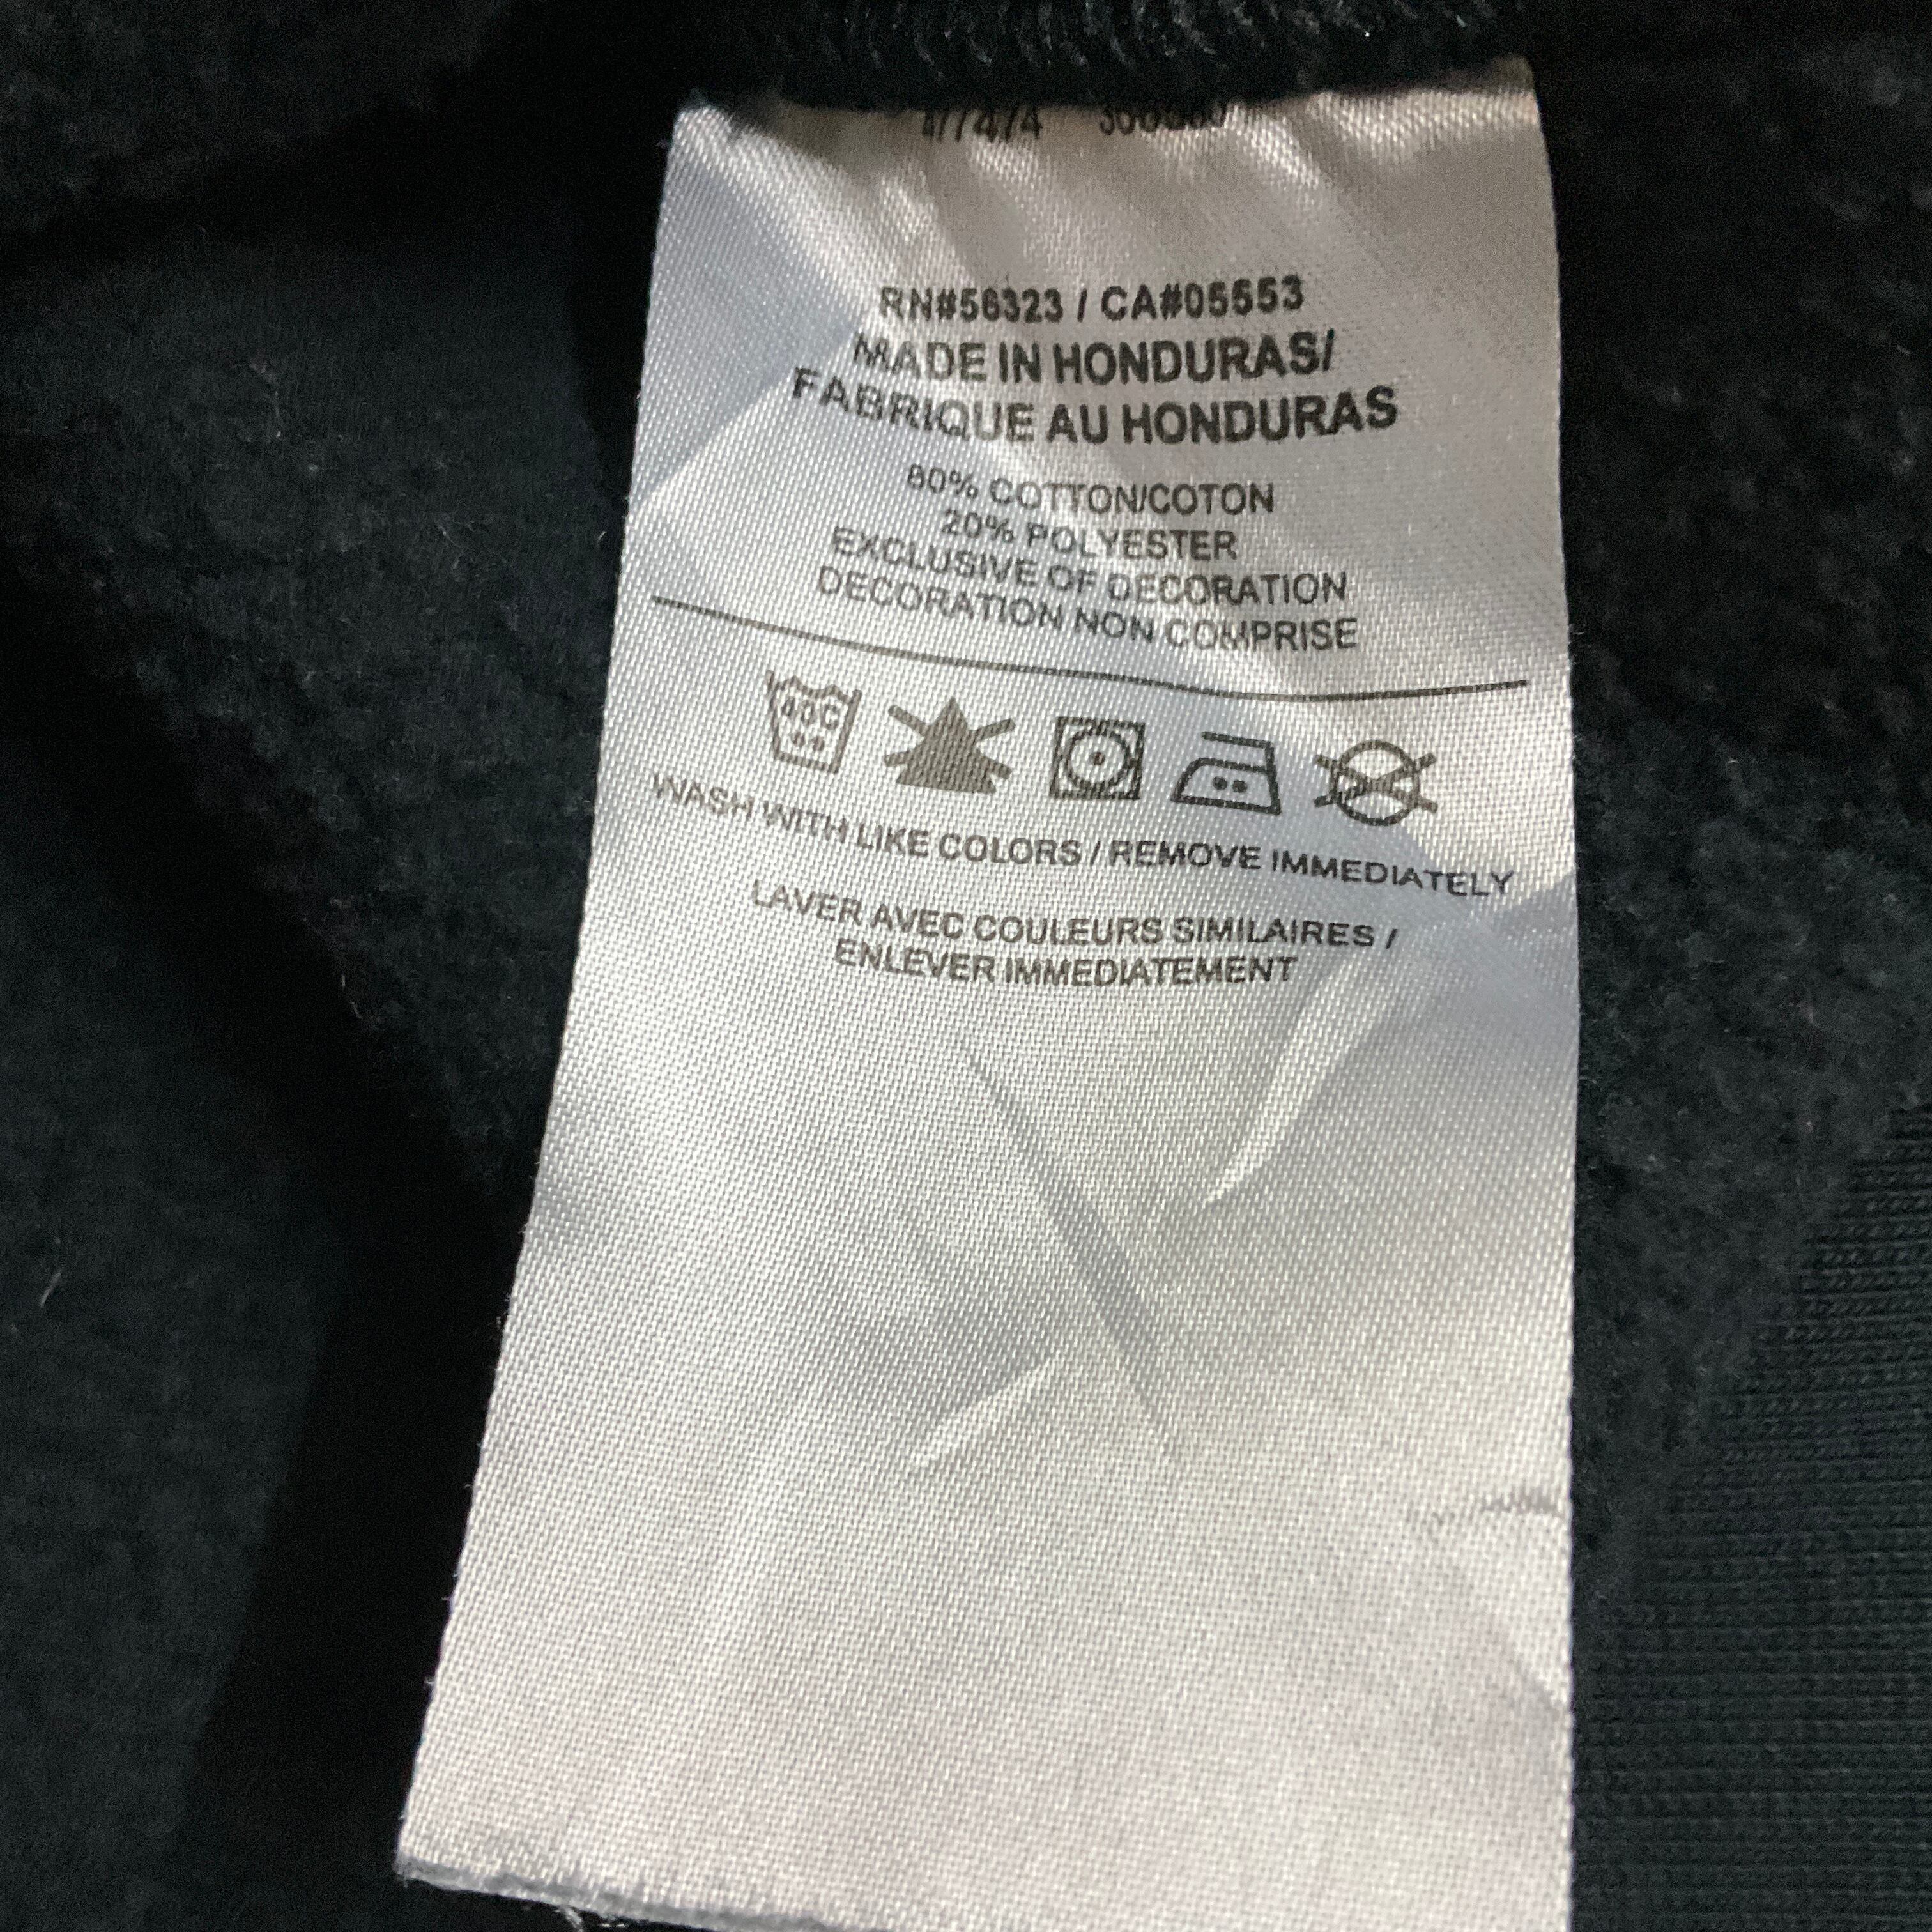 RN#56323 / CA#05553
MADE IN HONDURAS/
FABRIQUE AU HONDURAS
80% COTTON/COTON
20% POLYESTER
EXCLUSIVE OF DECORATION
DECORATION NON COMPRISE
40C
WASH WITH LIKE COLORS / REMOVE IMMEDIATELY
LAVER AVEC COULEURS SIMILAIRES /
ENLEVER IMMEDIATEMENT